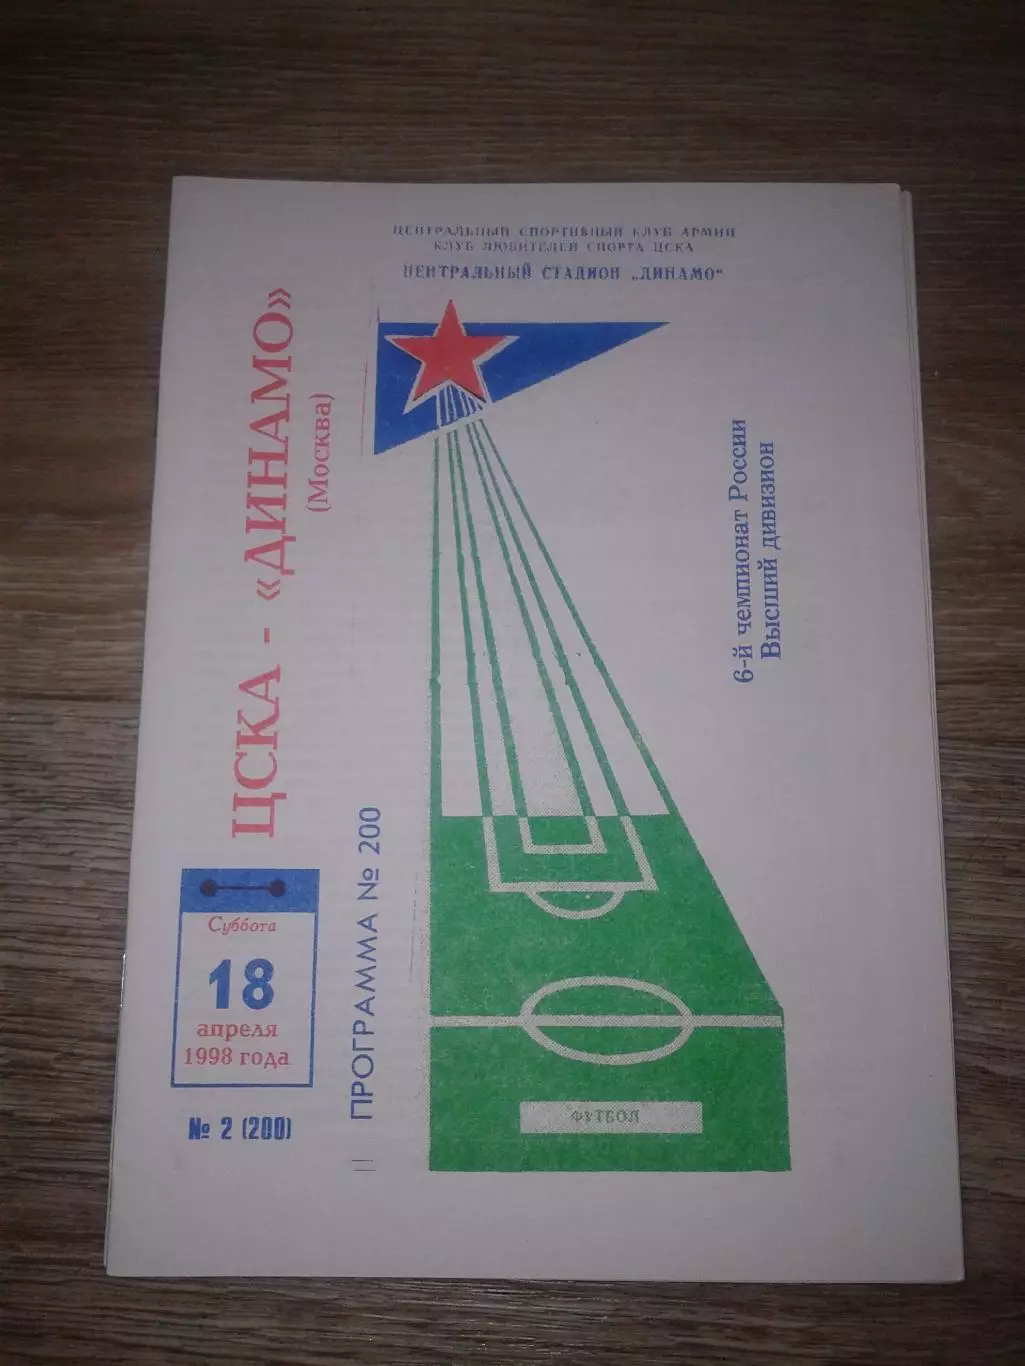 ЦЕНТРАЛЬНЫЙ СПОРТИВНЫЙ КЛУБ АРМИИ
КЛУБ ЛЮБИТЕЛЕЙ СПОРТА ЦСКА
ЦЕНТРАЛЬНЫЙ СТАДИОН „ДИНАМО“
ЦСКА - «ДИНАМО»
(Москва)
6-й чемпионат России
Высший дивизион
ПРОГРАММА № 200
Суббота
18
апреля
1998 года
№ 2 (200)
ФУТБОЛ